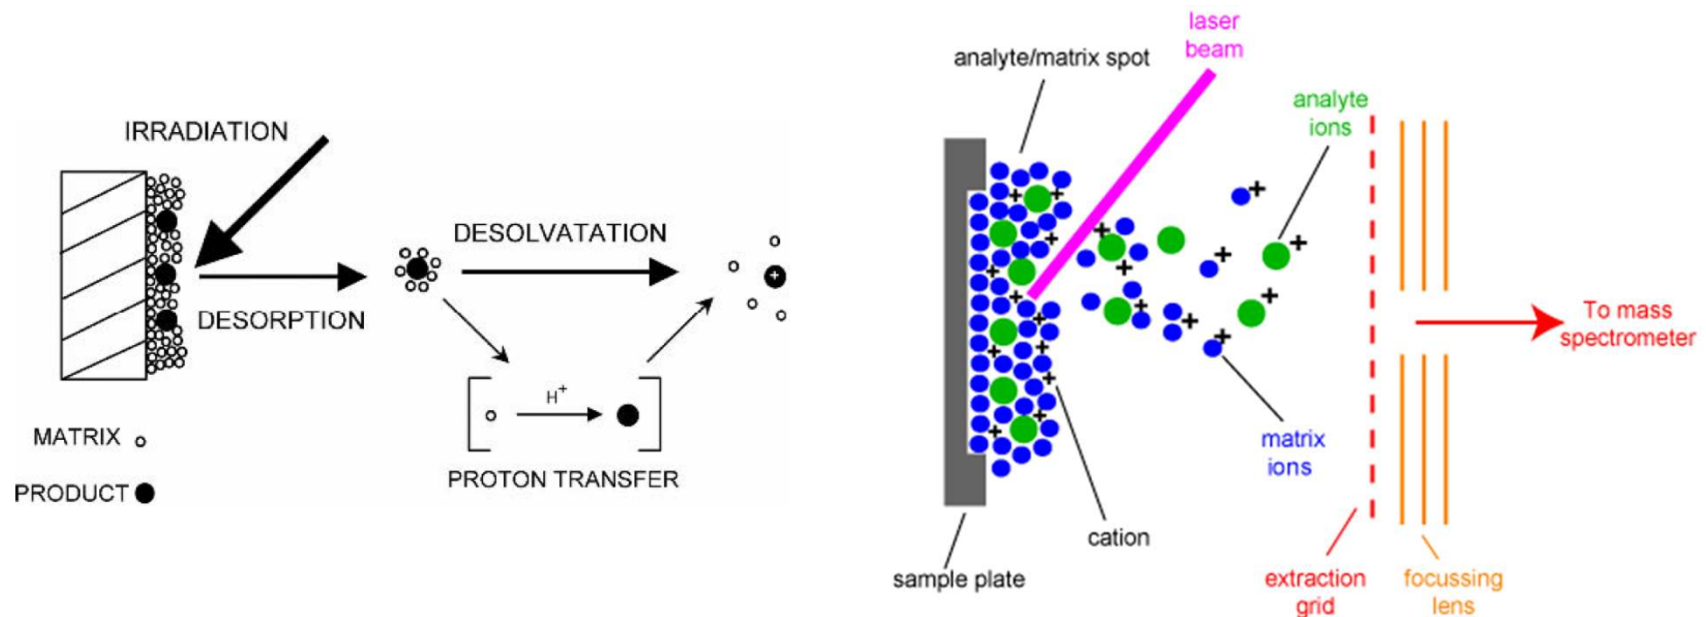 IRRADIATION
DESOLVATATION
DESORPTION
H+
MATRIX
PRODUCT
PROTON TRANSFER
+
laser
beam
analyte/matrix spot
analyte
ions
To mass
spectrometer
matrix
ions
cation
sample plate
extraction
grid
focussing
lens